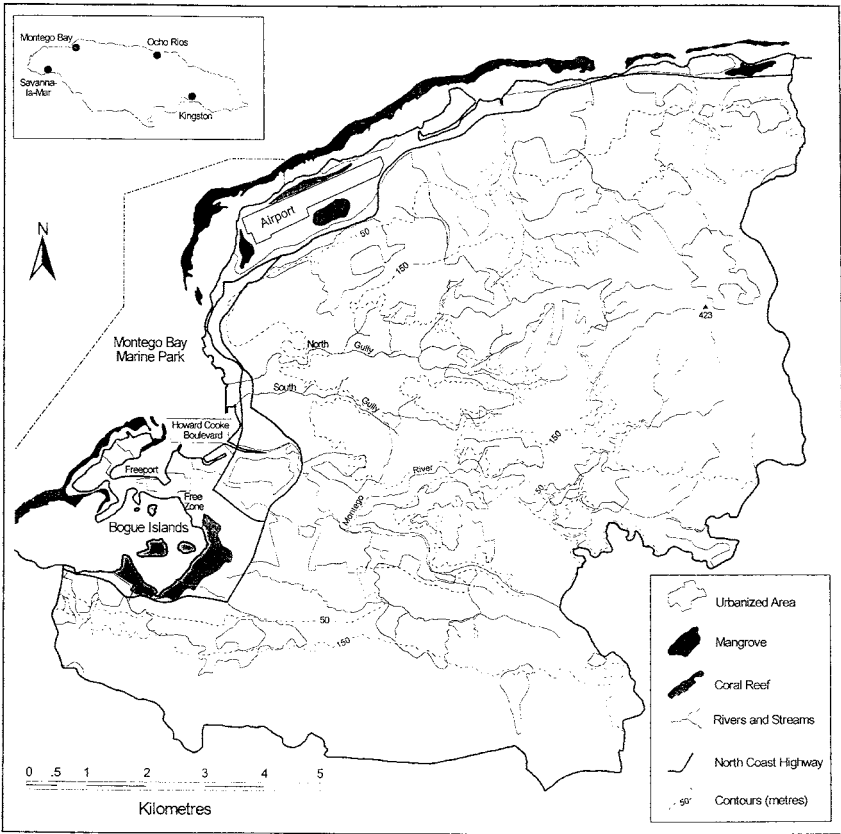 Montego Bay
Ocho Rios
Savanna-
la-Mar
Kingston
N
Airport
50
150
423
Montego Bay
Marine Park
North
Gully
South
Gully
Howard Cooke
Boulevard
150
Freeport
River
50
Free
Zone
Montego
Bogue Islands
50
150
Urbanized Area
Mangrove
Coral Reef
Rivers and Streams
North Coast Highway
50
Contours (metres)
0 .5 1 2 3 4 5
Kilometres